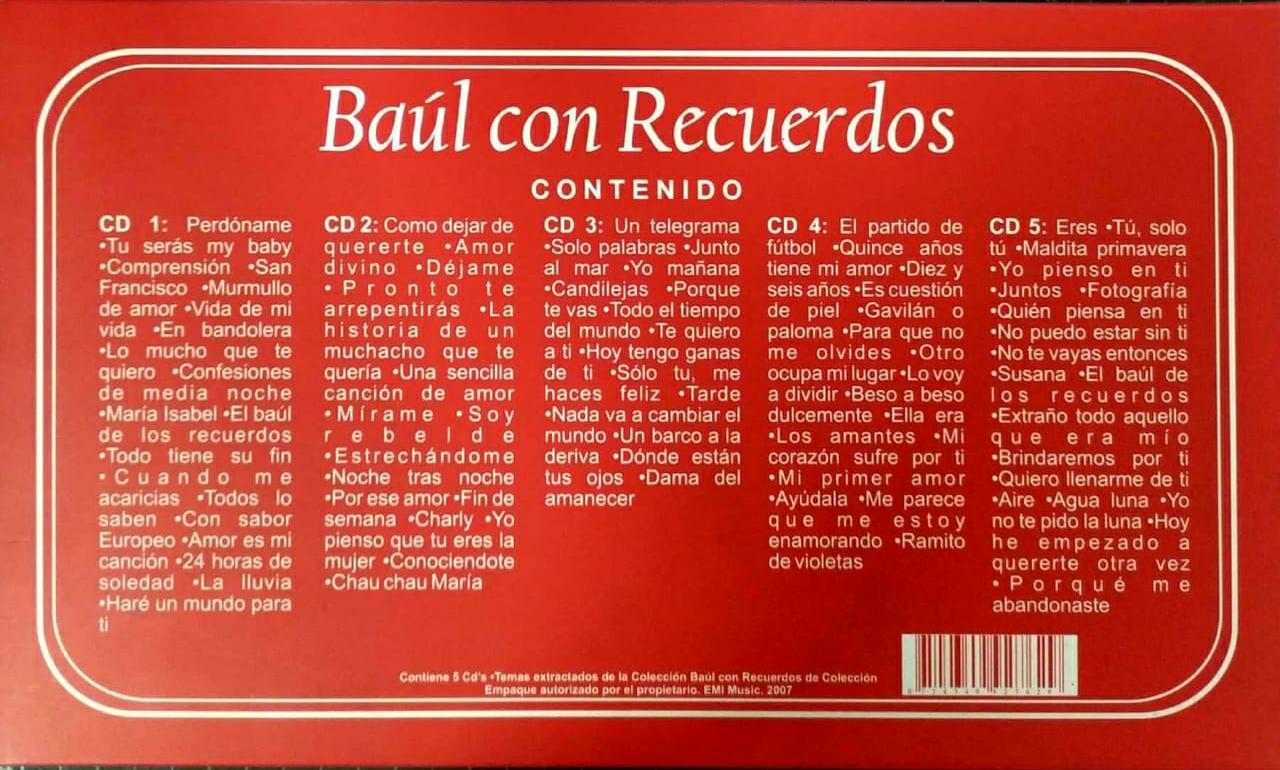 Baúl con Recuerdos
CONTENIDO
CD 1: Perdóname
•Tu serás my baby
•Comprensión •San
Francisco •Murmullo
de amor •Vida de mi
vida •En bandolera
•Lo mucho que te
quiero •Confesiones
de media noche
•María Isabel •El baúl
de los recuerdos
•Todo tiene su fin
•Cuando me
acaricias •Todos lo
saben •Con sabor
Europeo •Amor es mi
canción •24 horas de
soledad •La lluvia
•Haré un mundo para
ti
CD 2: Como dejar de
quererte •Amor
divino •Déjame
•Pronto te
arrepentirás •La
historia de un
muchacho que te
quería •Una sencilla
canción de amor
•Mírame •Soy
rebelde
•Estrechándome
•Noche tras noche
•Por ese amor •Fin de
semana •Charly •Yo
pienso que tu eres la
mujer •Conociendote
•Chau chau María
CD 3: Un telegrama
•Solo palabras •Junto
al mar •Yo mañana
•Candilejas •Porque
te vas •Todo el tiempo
del mundo •Te quiero
a ti •Hoy tengo ganas
de ti •Sólo tu, me
haces feliz •Tarde
•Nada va a cambiar el
mundo •Un barco a la
deriva •Dónde están
tus ojos •Dama del
amanecer
CD 4: El partido de
fútbol •Quince años
tiene mi amor •Diez y
seis años •Es cuestión
de piel •Gavilán o
paloma •Para que no
me olvides •Otro
ocupa mi lugar •Lo voy
a dividir •Beso a beso
dulcemente •Ella era
•Los amantes •Mi
corazón sufre por ti
•Mi primer amor
•Ayúdala •Me parece
que me estoy
enamorando •Ramito
de violetas
CD 5: Eres •Tú, solo
tú •Maldita primavera
•Yo pienso en ti
•Juntos •Fotografía
•Quién piensa en ti
•No puedo estar sin ti
•No te vayas entonces
•Susana •El baúl de
los recuerdos
•Extraño todo aquello
que era mío
•Brindaremos por ti
•Quiero llenarme de ti
•Aire •Agua luna •Yo
no te pido la luna •Hoy
he empezado a
quererte otra vez
•Porqué me
abandonaste
Contiene 5 Cd's •Temas extractados de la Colección Baúl con Recuerdos de Colección
Empaque autorizado por el propietario. EMI Music. 2007